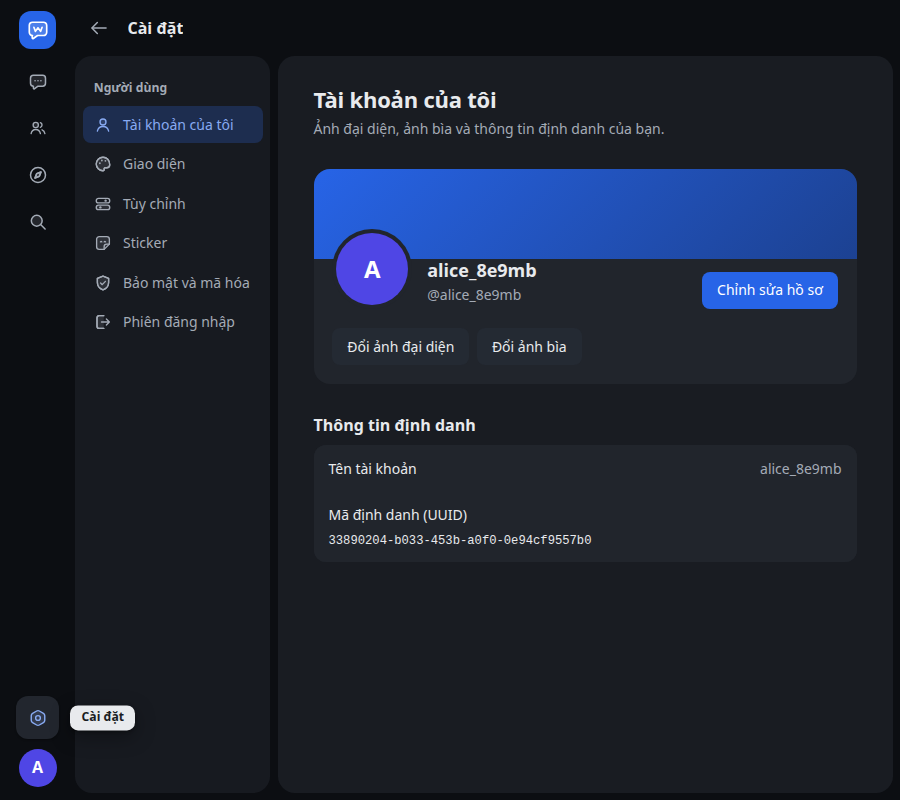 Cài đặt
Người dùng
Tài khoản của tôi
Giao diện
Tùy chỉnh
Sticker
Bảo mật và mã hóa
Phiên đăng nhập
Cài đặt
A
Tài khoản của tôi
Ảnh đại diện, ảnh bìa và thông tin định danh của bạn.
A
alice_8e9mb
@alice_8e9mb
Chỉnh sửa hồ sơ
Đổi ảnh đại diện
Đổi ảnh bìa
Thông tin định danh
Tên tài khoản
alice_8e9mb
Mã định danh (UUID)
33890204-b033-453b-a0f0-0e94cf9557b0